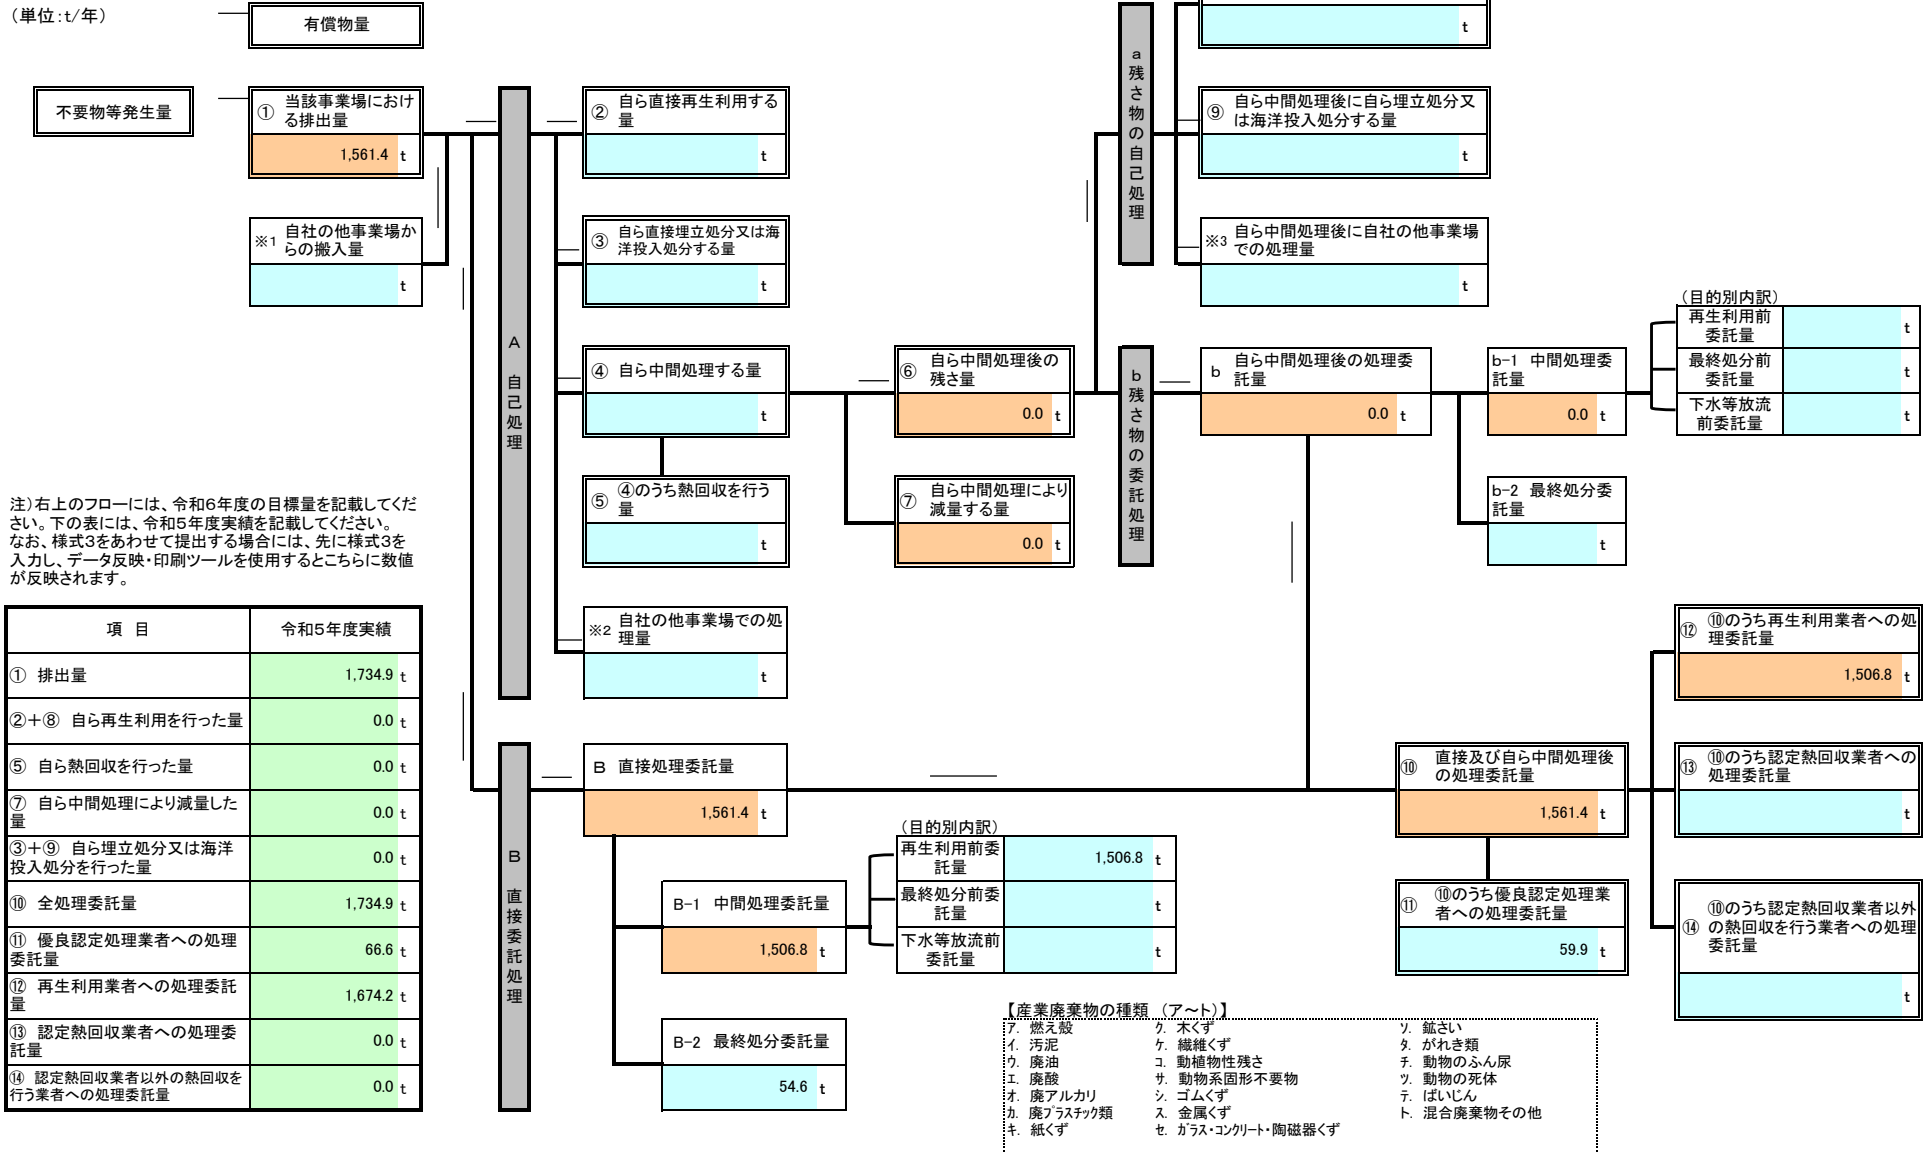 (単位:t/年)
有償物量
t
不要物等発生量
① 当該事業場におけ
る排出量
1,561.4 t
※1 自社の他事業場か
らの搬入量
t
A 自己処理
② 自ら直接再生利用する
量
t
③ 自ら直接埋立処分又は海
洋投入処分する量
t
④ 自ら中間処理する量
t
⑤ ④のうち熱回収を行う
量
t
※2 自社の他事業場での処
理量
t
⑥ 自ら中間処理後の
残さ量
0.0 t
⑦ 自ら中間処理により
減量する量
0.0 t
a 残さ物の自己処理
⑨ 自ら中間処理後に自ら埋立処分又
は海洋投入処分する量
t
※3 自ら中間処理後に自社の他事業場
での処理量
t
b 残さ物の委託処理
b 自ら中間処理後の処理委
託量
0.0 t
b-1 中間処理委
託量
0.0 t
b-2 最終処分委
託量
t
(目的別内訳)
再生利用前
委託量
t
最終処分前
委託量
t
下水等放流
前委託量
t
注)右上のフローには、令和6年度の目標量を記載してくだ
さい。下の表には、令和5年度実績を記載してください。
なお、様式3をあわせて提出する場合には、先に様式3を
入力し、データ反映・印刷ツールを使用するとこちらに数値
が反映されます。
項 目 令和5年度実績
① 排出量 1,734.9 t
②+⑧ 自ら再生利用を行った量 0.0 t
⑤ 自ら熱回収を行った量 0.0 t
⑦ 自ら中間処理により減量した
量 0.0 t
③+⑨ 自ら埋立処分又は海洋
投入処分を行った量 0.0 t
⑩ 全処理委託量 1,734.9 t
⑪ 優良認定処理業者への処理
委託量 66.6 t
⑫ 再生利用業者への処理委託
量 1,674.2 t
⑬ 認定熱回収業者への処理委
託量 0.0 t
⑭ 認定熱回収業者以外の熱回収を
行う業者への処理委託量 0.0 t
B 直接委託処理
B 直接処理委託量
1,561.4 t
B-1 中間処理委託量
1,506.8 t
B-2 最終処分委託量
54.6 t
(目的別内訳)
再生利用前委
託量
1,506.8 t
最終処分前委
託量
t
下水等放流前
委託量
t
⑩ 直接及び自ら中間処理後
の処理委託量
1,561.4 t
⑪ ⑩のうち優良認定処理業
者への処理委託量
59.9 t
⑫ ⑩のうち再生利用業者への処
理委託量
1,506.8 t
⑬ ⑩のうち認定熱回収業者への
処理委託量
t
⑭ ⑩のうち認定熱回収業者以外
の熱回収を行う業者への処理
委託量
t
【産業廃棄物の種類 (ア~ト)】
ア. 燃え殻 ク. 木くず ソ. 鉱さい
イ. 汚泥 ケ. 繊維くず タ. がれき類
ウ. 廃油 コ. 動植物性残さ チ. 動物のふん尿
エ. 廃酸 サ. 動物系固形不要物 ツ. 動物の死体
オ. 廃アルカリ シ. ゴムくず テ. ばいじん
カ. 廃プラスチック類 ス. 金属くず ト. 混合廃棄物その他
キ. 紙くず セ. ガラス・コンクリート・陶磁器くず